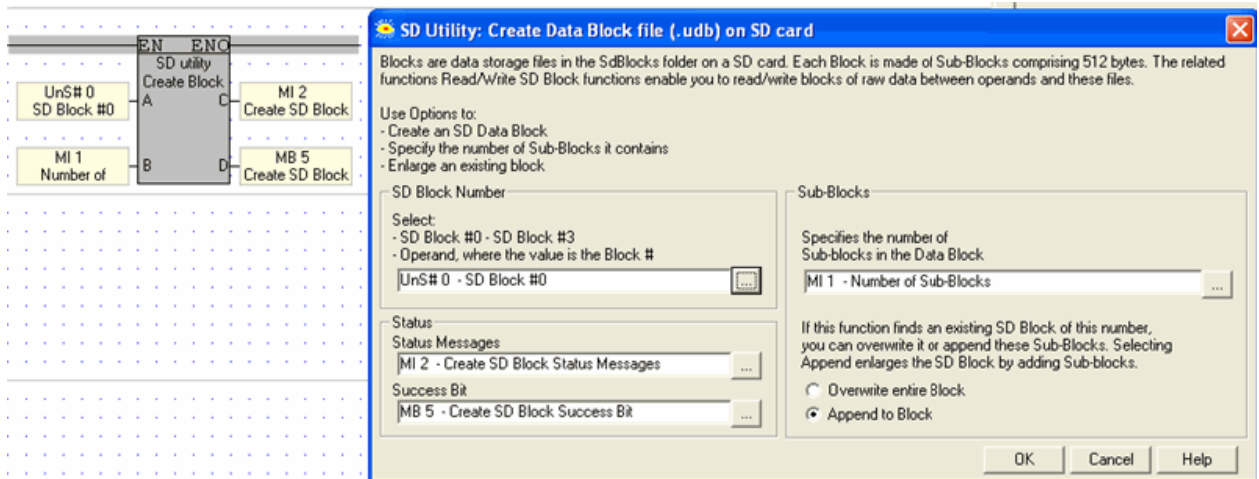 EN ENO
SD utility
Create Block
A C
B D
UnS# 0
SD Block #0
MI 1
Number of
MI 2
Create SD Block
MB 5
Create SD Block
SD Utility: Create Data Block file (.udb) on SD card
Blocks are data storage files in the SdBlocks folder on a SD card. Each Block is made of Sub-Blocks comprising 512 bytes. The related
functions Read/Write SD Block functions enable you to read/write blocks of raw data between operands and these files.
Use Options to:
- Create an SD Data Block
- Specify the number of Sub-Blocks it contains
- Enlarge an existing block
SD Block Number
Select:
- SD Block #0 - SD Block #3
- Operand, where the value is the Block #
UnS# 0 - SD Block #0
...
Status
Status Messages
MI 2 - Create SD Block Status Messages
...
Success Bit
MB 5 - Create SD Block Success Bit
...
Sub-Blocks
Specifies the number of
Sub-blocks in the Data Block
MI 1 - Number of Sub-Blocks
...
If this function finds an existing SD Block of this number,
you can overwrite it or append these Sub-Blocks. Selecting
Append enlarges the SD Block by adding Sub-blocks.
Overwrite entire Block
Append to Block
OK Cancel Help